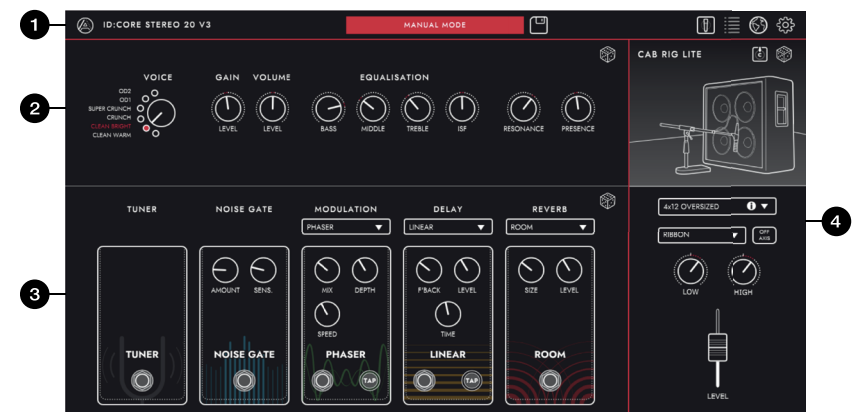 1
ID:CORE STEREO 20 V3
MANUAL MODE
2
VOICE
OD2
OD1
SUPER CRUNCH
CRUNCH
CLEAN BRIGHT
CLEAN WARM
GAIN
VOLUME
EQUALISATION
LEVEL
LEVEL
BASS
MIDDLE
TREBLE
ISF
RESONANCE
PRESENCE
CAB RIG LITE
C
3
TUNER
NOISE GATE
MODULATION
DELAY
REVERB
PHASER
LINEAR
ROOM
AMOUNT
SENS.
MIX
DEPTH
F'BACK
LEVEL
SIZE
LEVEL
SPEED
TIME
TUNER
NOISE GATE
PHASER
LINEAR
ROOM
TAP
TAP
4
4x12 OVERSIZED
i
RIBBON
OFF
AXIS
LOW
HIGH
LEVEL